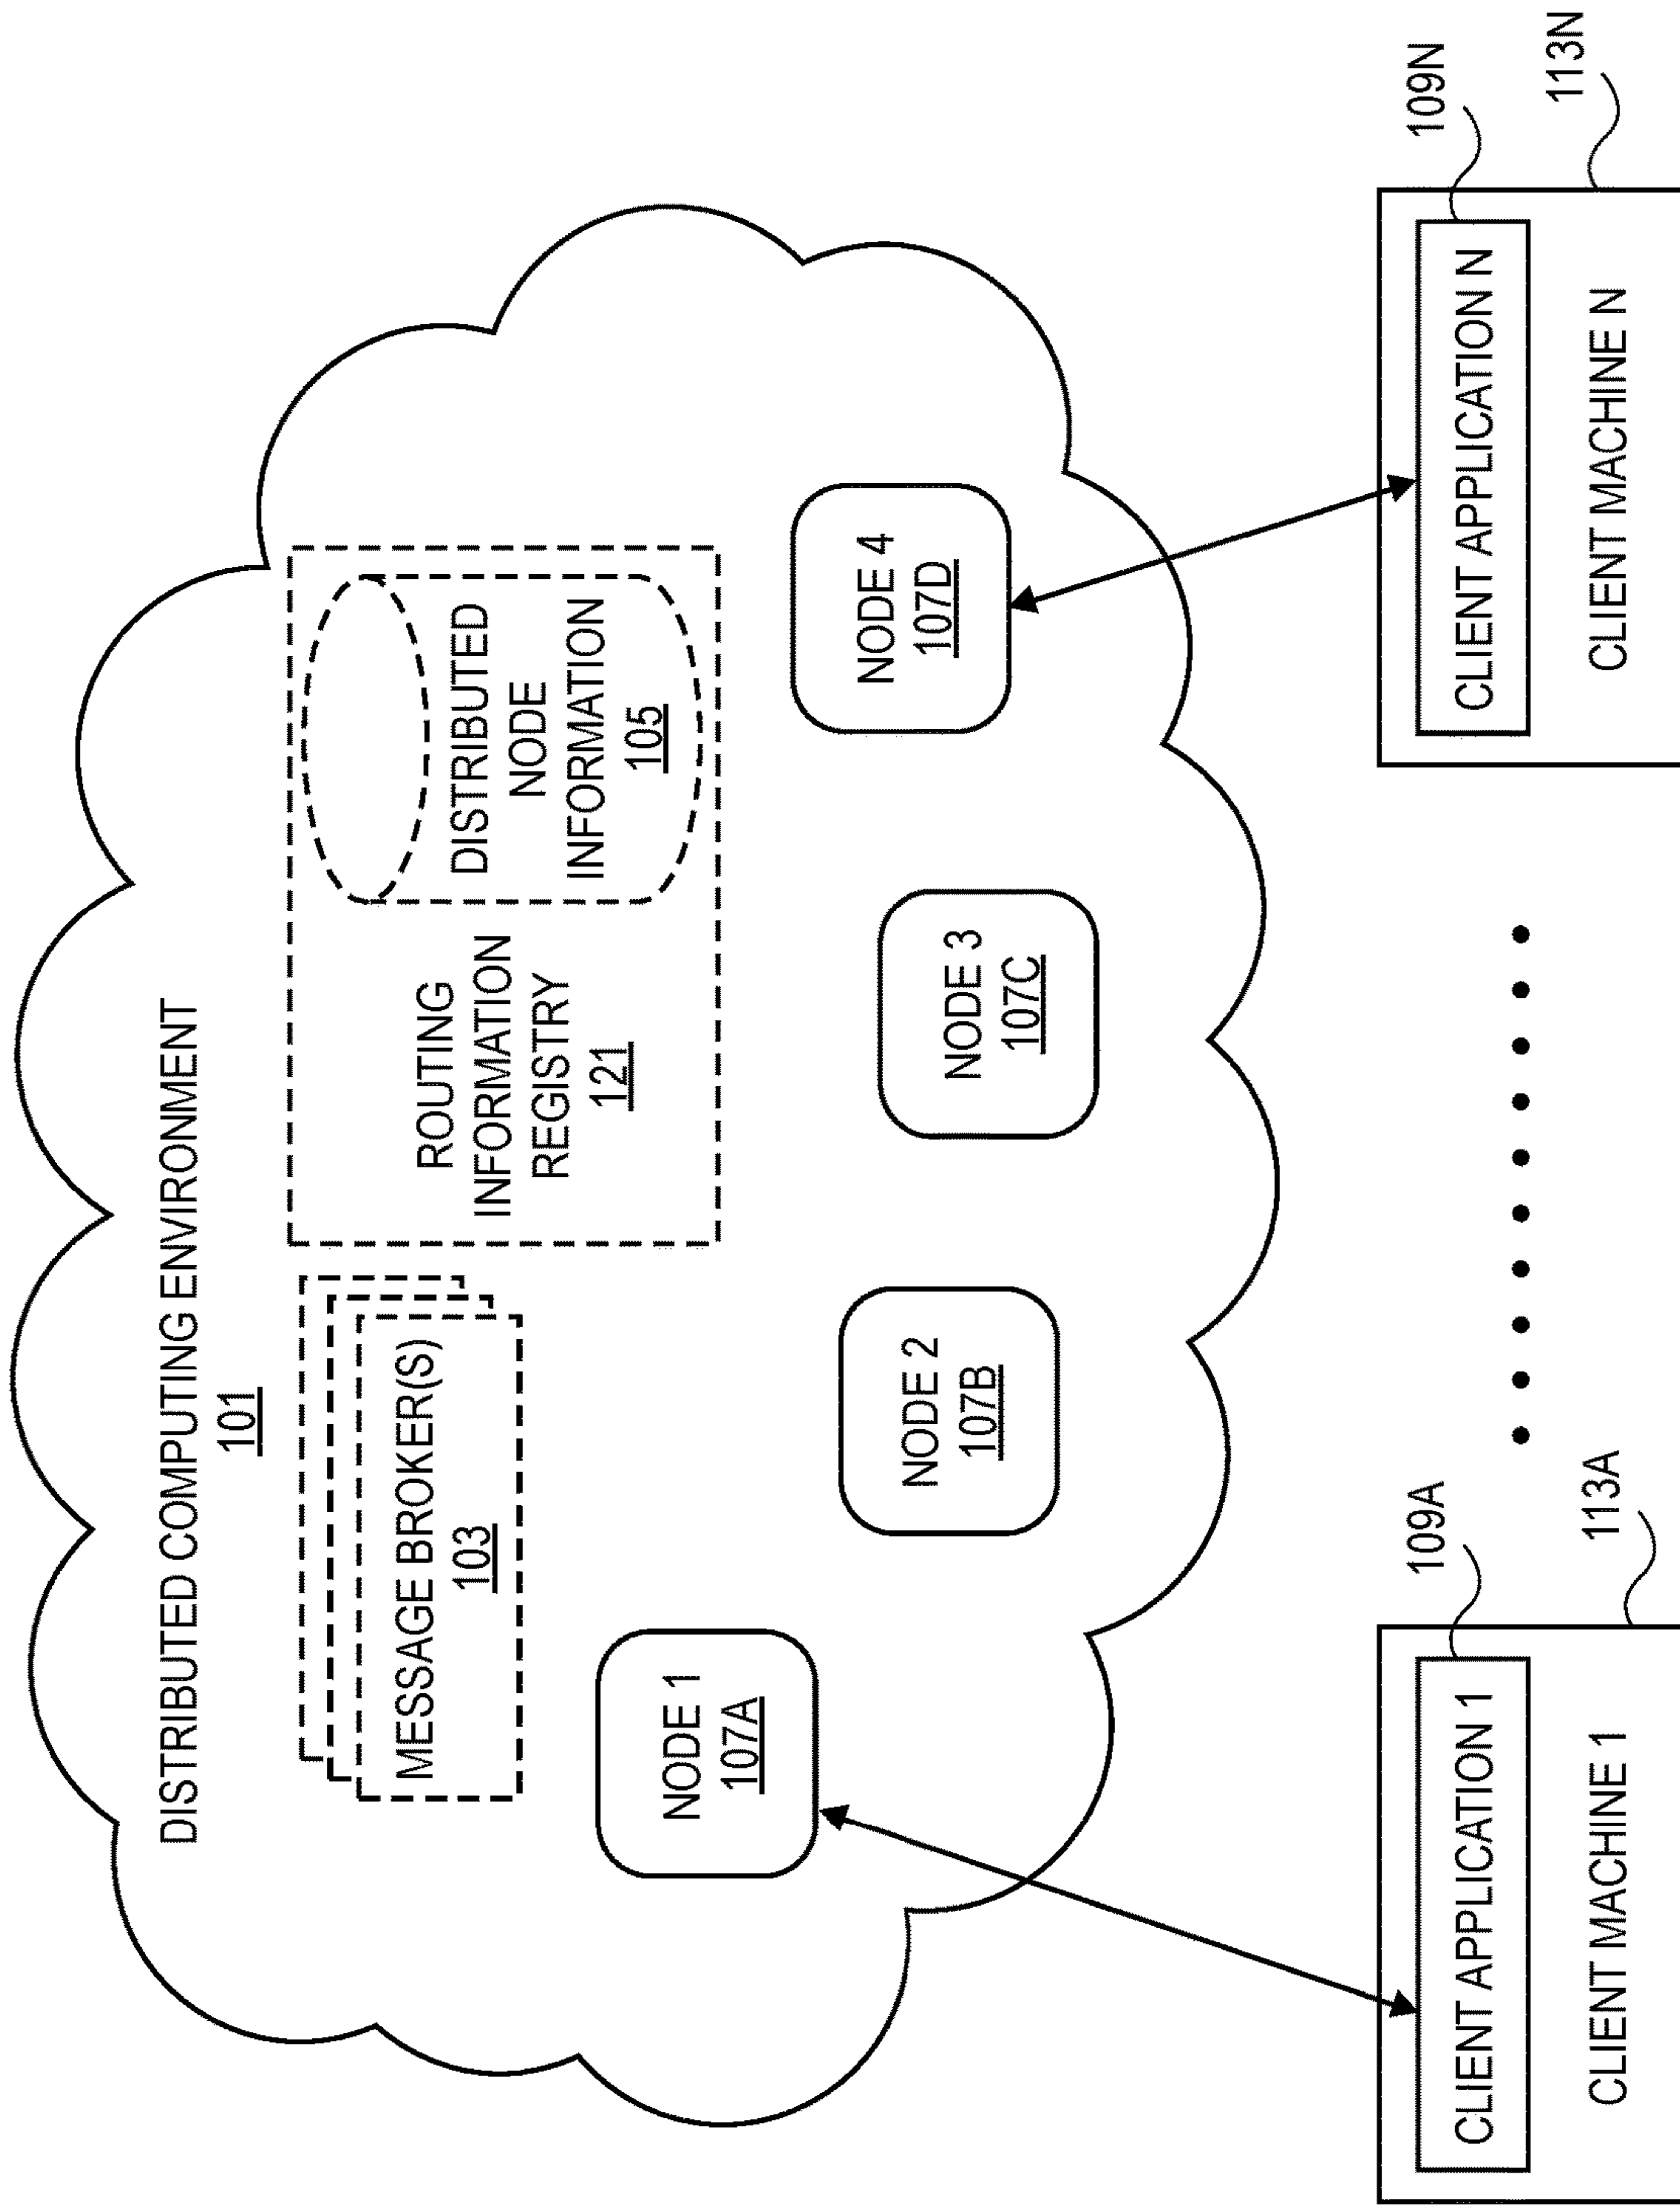 DISTRIBUTED COMPUTING ENVIRONMENT
101
MESSAGE BROKER(S)
103
ROUTING
INFORMATION
REGISTRY
121
DISTRIBUTED
NODE
INFORMATION
105
NODE 1
107A
NODE 2
107B
NODE 3
107C
NODE 4
107D
109A
CLIENT APPLICATION 1
CLIENT MACHINE 1
113A
109N
CLIENT APPLICATION N
CLIENT MACHINE N
113N